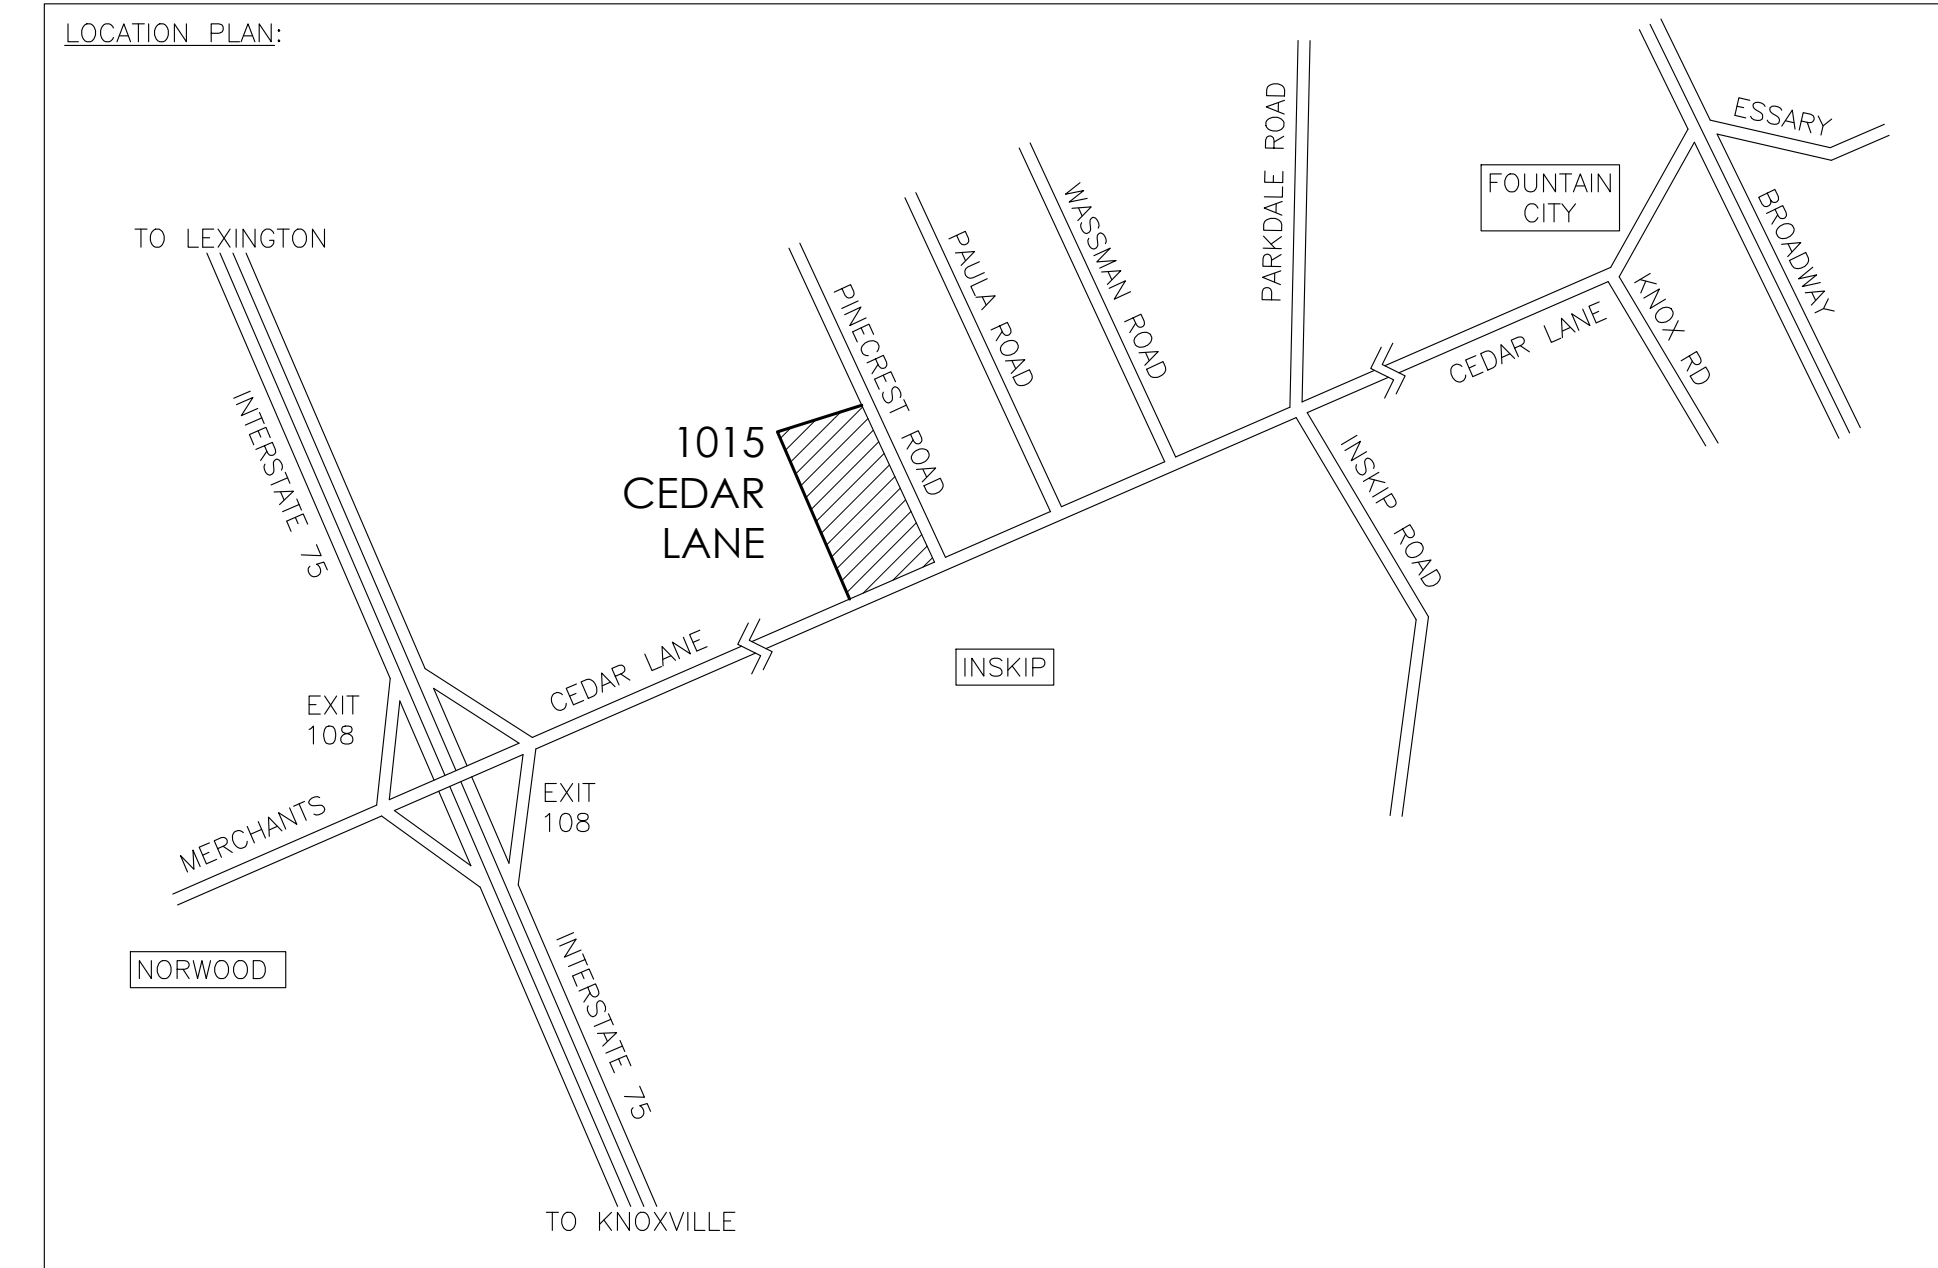 LOCATION PLAN:
TO LEXINGTON
INTERSTATE 75
EXIT
108
MERCHANTS
NORWOOD
EXIT
108
INTERSTATE 75
TO KNOXVILLE
CEDAR LANE
1015
CEDAR
LANE
PINECREST ROAD
PAULA ROAD
WASSMAN ROAD
INSKIP
PARKDALE ROAD
INSKIP ROAD
CEDAR LANE
FOUNTAIN
CITY
KNOX RD
BROADWAY
ESSARY